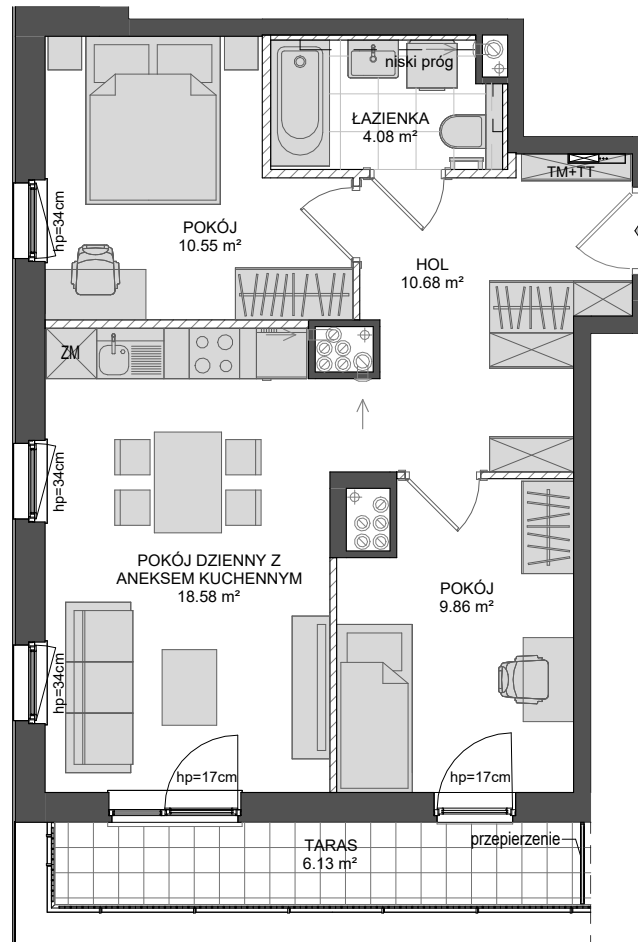 niski próg
ŁAZIENKA
4.08 m²
TM+TT
hp=34cm
POKÓJ
10.55 m²
HOL
10.68 m²
ZM
hp=34cm
POKÓJ DZIENNY Z
ANEKSEM KUCHENNYM
18.58 m²
POKÓJ
9.86 m²
hp=34cm
hp=17cm
hp=17cm
TARAS
6.13 m²
przepierzenie